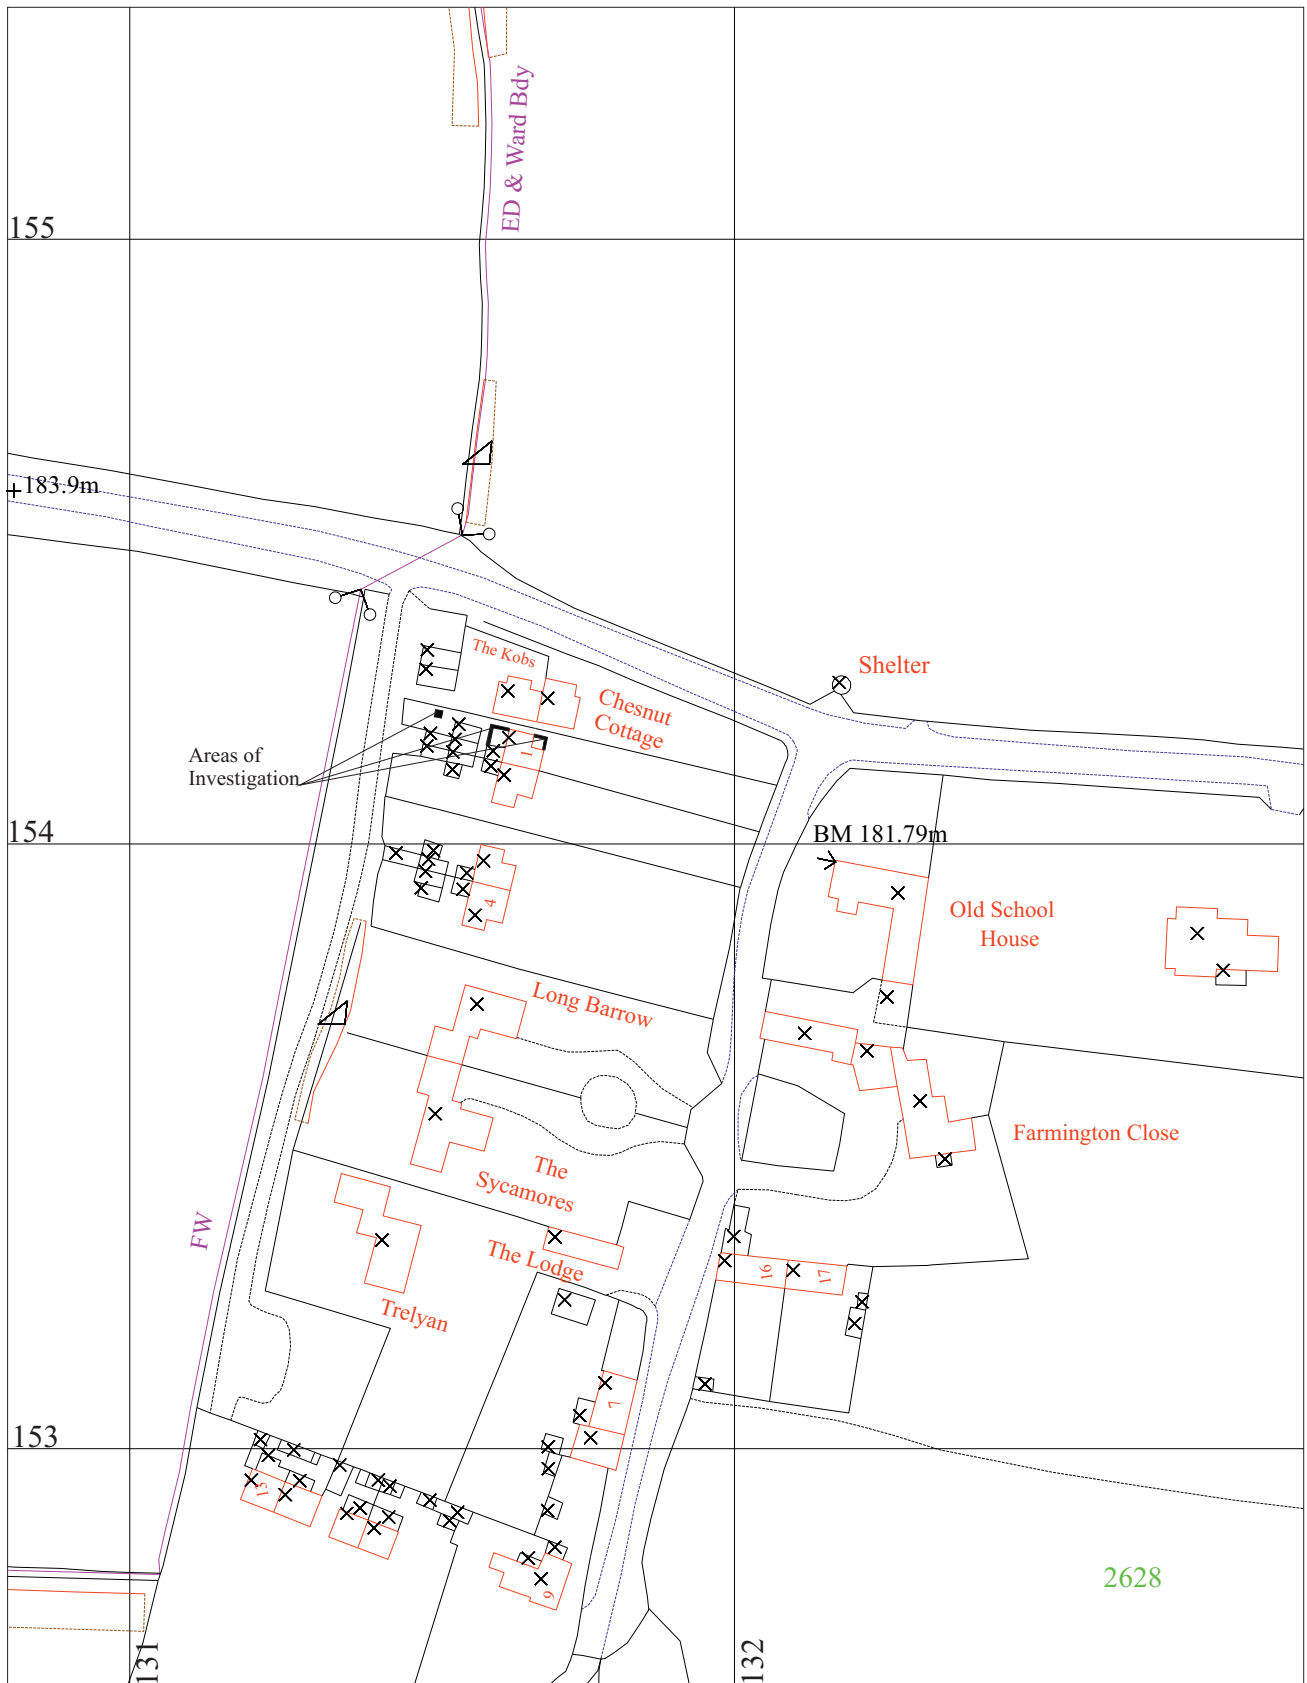 ED & Ward Bdy
155
183.9m
The Kobs
Shelter
Chesnut
Cottage
Areas of
Investigation
1
154
BM 181.79m
4
Old School
House
Long Barrow
Farmington Close
The
Sycamores
FW
The Lodge
16
17
Trelyan
7
153
13
9
2628
131
132